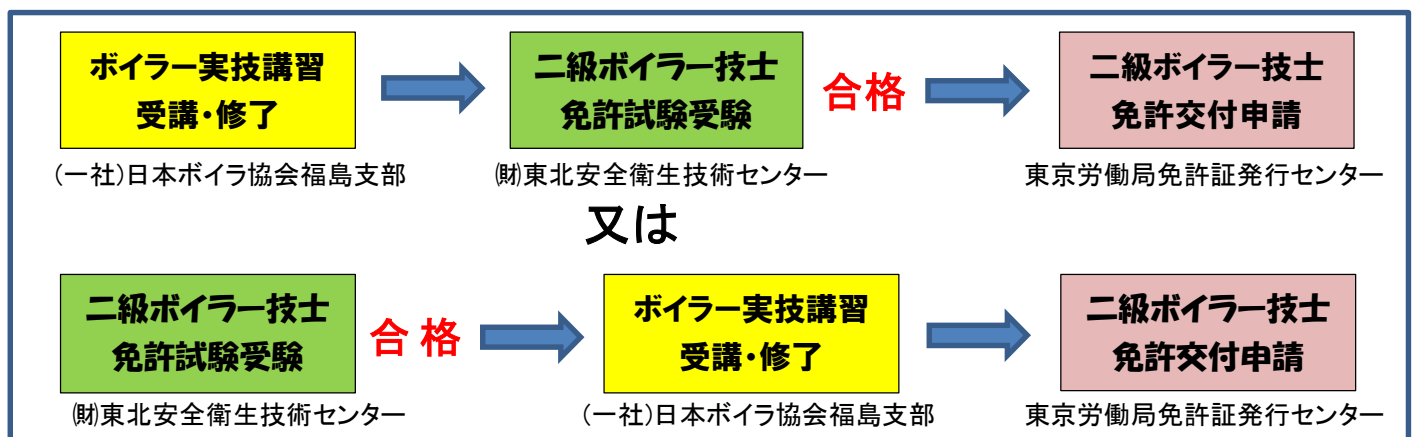 ボイラー実技講習
受講・修了
二級ボイラー技士
免許試験受験
合格
二級ボイラー技士
免許交付申請
(一社)日本ボイラ協会福島支部
㈶東北安全衛生技術センター
東京労働局免許証発行センター
又は
二級ボイラー技士
免許試験受験
合 格
ボイラー実技講習
受講・修了
二級ボイラー技士
免許交付申請
㈶東北安全衛生技術センター
(一社)日本ボイラ協会福島支部
東京労働局免許証発行センター